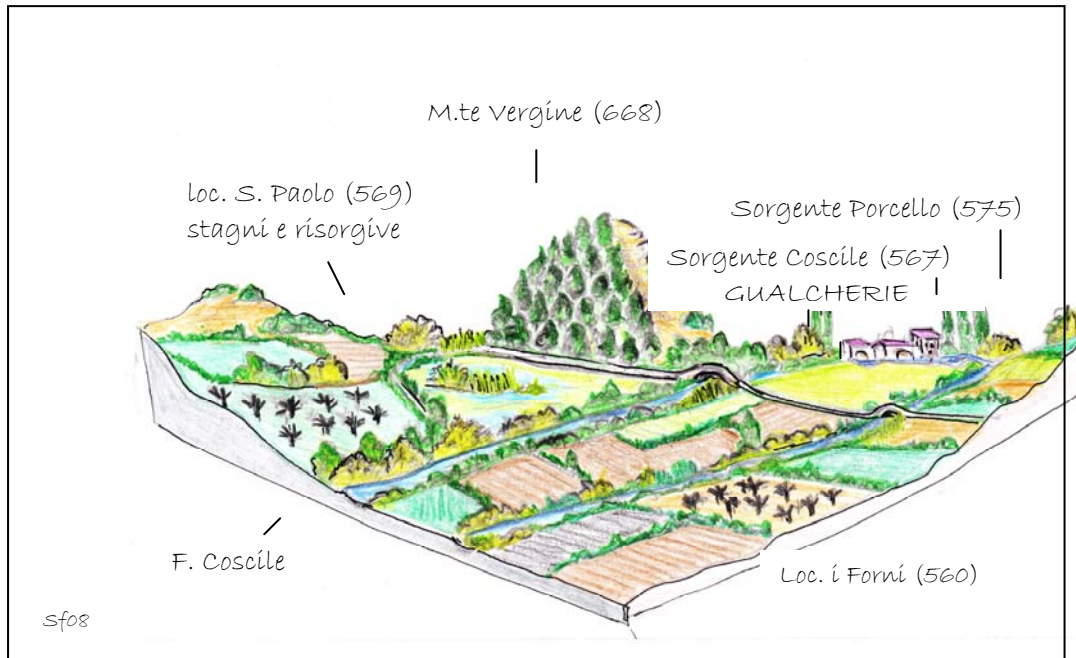 M.te Vergine (668)
loc. S. Paolo (569)
stagni e risorgive
Sorgente Porcello (575)
Sorgente Coscile (567)
GUALCHERIE
F. Coscile
Loc. i Forni (560)
Sf08